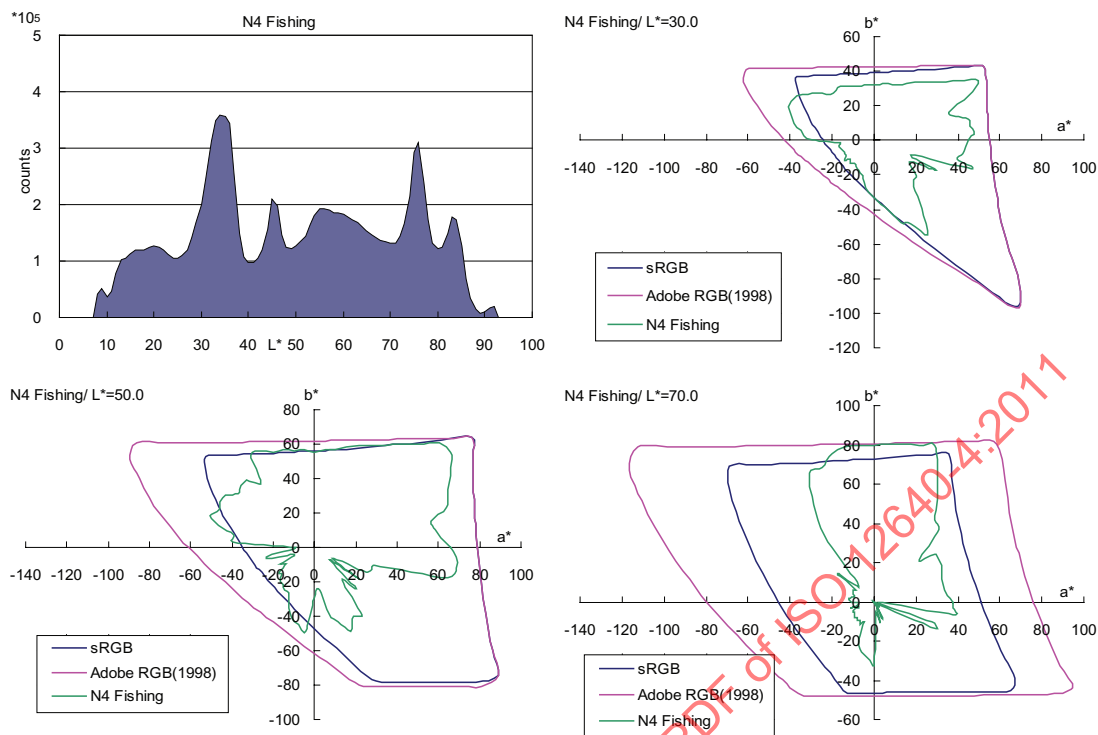 *10⁵
N4 Fishing
5
4
3
2
1
0
counts
0 10 20 30 40 L* 50 60 70 80 90 100
N4 Fishing/ L*=30.0
b*
60
40
20
0
-20
-40
-60
-80
-100
-120
a*
-140 -120 -100 -80 -60 -40 -20 0 20 40 60 80 100
sRGB
Adobe RGB(1998)
N4 Fishing
N4 Fishing/ L*=50.0
b*
80
60
40
20
0
-20
-40
-60
-80
-100
a*
-140 -120 -100 -80 -60 -40 -20 0 20 40 60 80 100
sRGB
Adobe RGB(1998)
N4 Fishing
N4 Fishing/ L*=70.0
b*
100
80
60
40
20
0
-20
-40
-60
a*
-140 -120 -100 -80 -60 -40 -20 0 20 40 60 80 100
sRGB
Adobe RGB(1998)
N4 Fishing
PDF of ISO 12640-4:2011